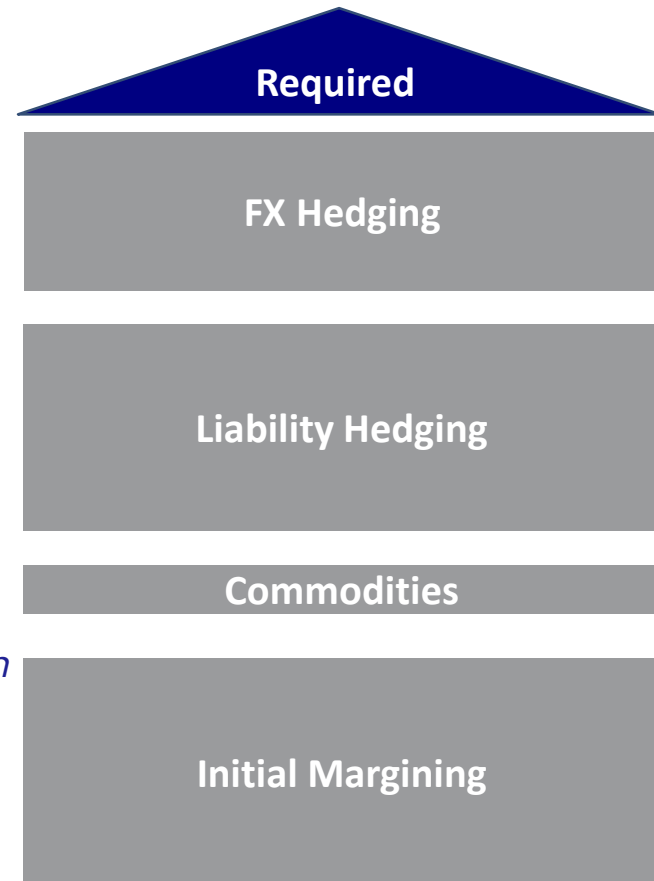 Required
FX Hedging
Liability Hedging
Commodities
Initial Margining